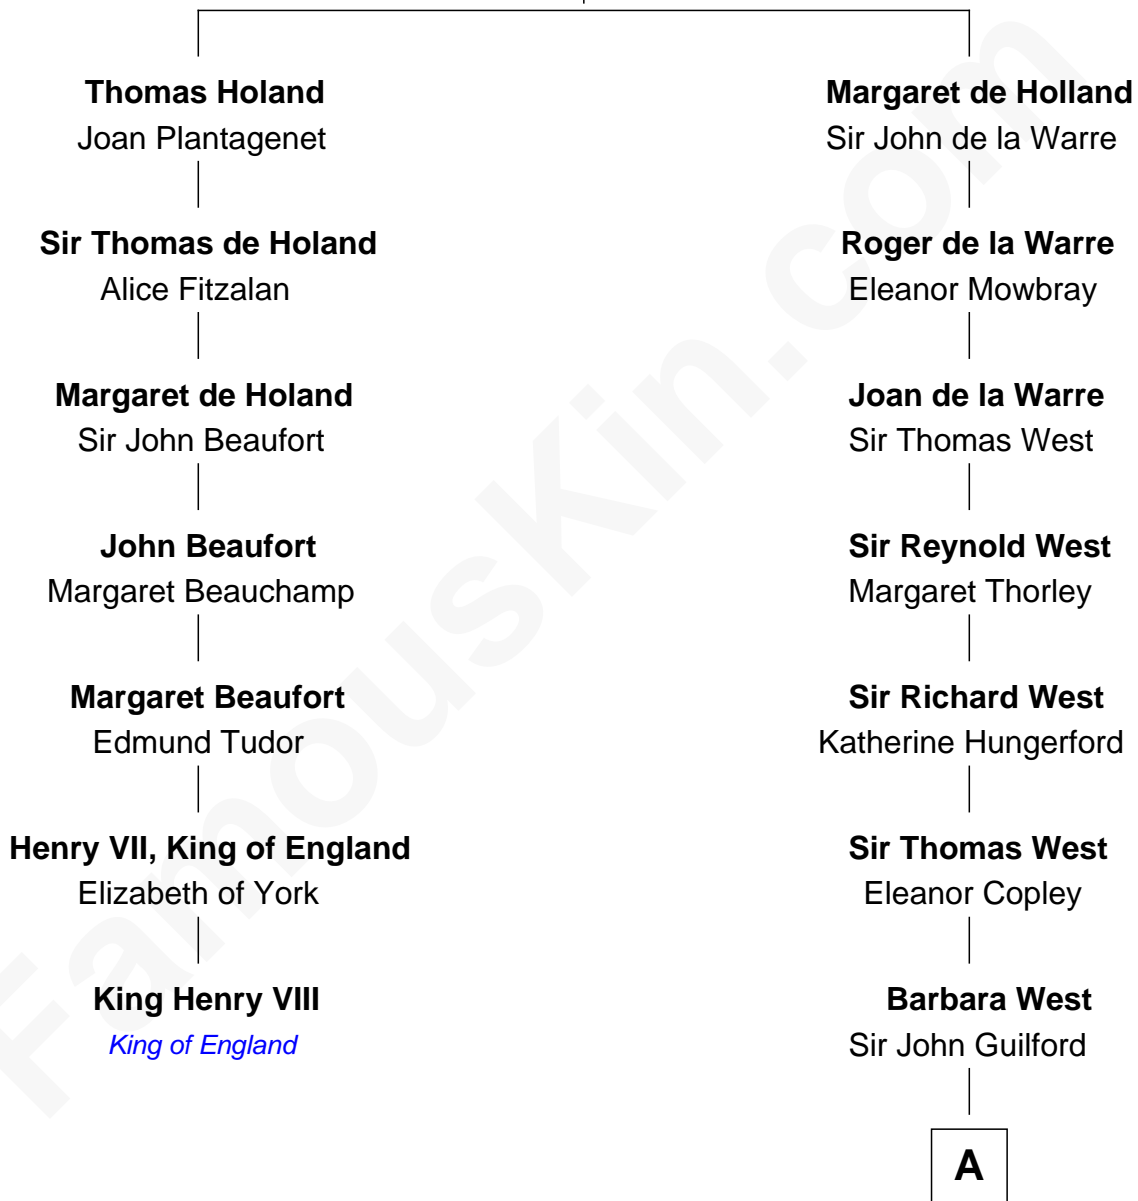 Thomas Holand
Joan Plantagenet
Sir Thomas de Holand
Alice Fitzalan
Margaret de Holand
Sir John Beaufort
John Beaufort
Margaret Beauchamp
Margaret Beaufort
Edmund Tudor
Henry VII, King of England
Elizabeth of York
King Henry VIII
King of England
Margaret de Holland
Sir John de la Warre
Roger de la Warre
Eleanor Mowbray
Joan de la Warre
Sir Thomas West
Sir Reynold West
Margaret Thorley
Sir Richard West
Katherine Hungerford
Sir Thomas West
Eleanor Copley
Barbara West
Sir John Guilford
A
FamousKin.com